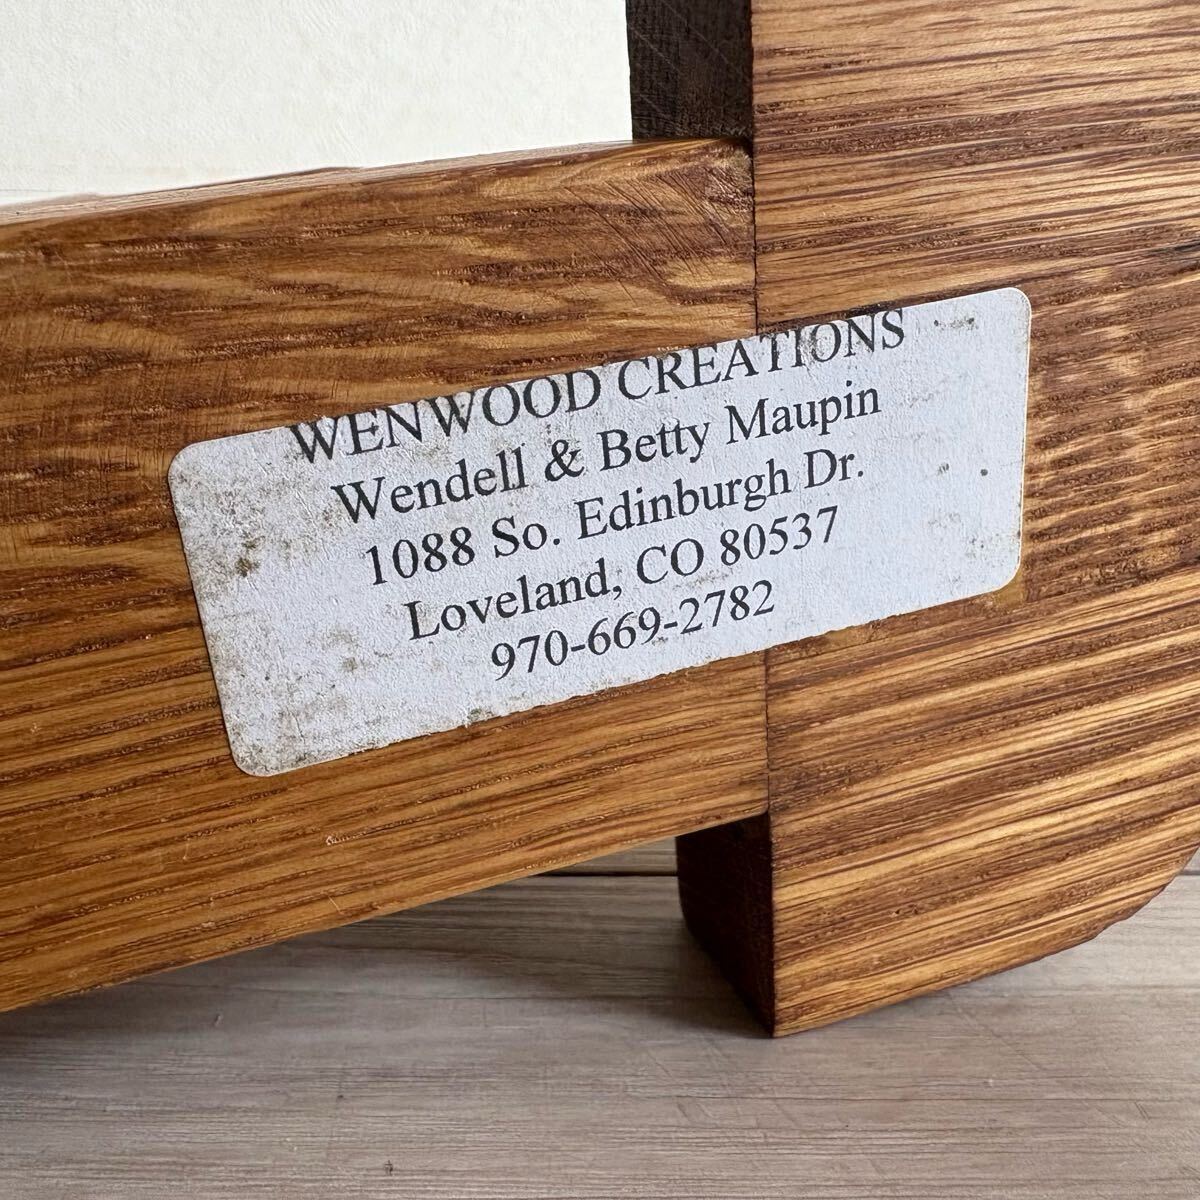 WENWOOD CREATIONS
Wendell & Betty Maupin
1088 So. Edinburgh Dr.
Loveland, CO 80537
970-669-2782